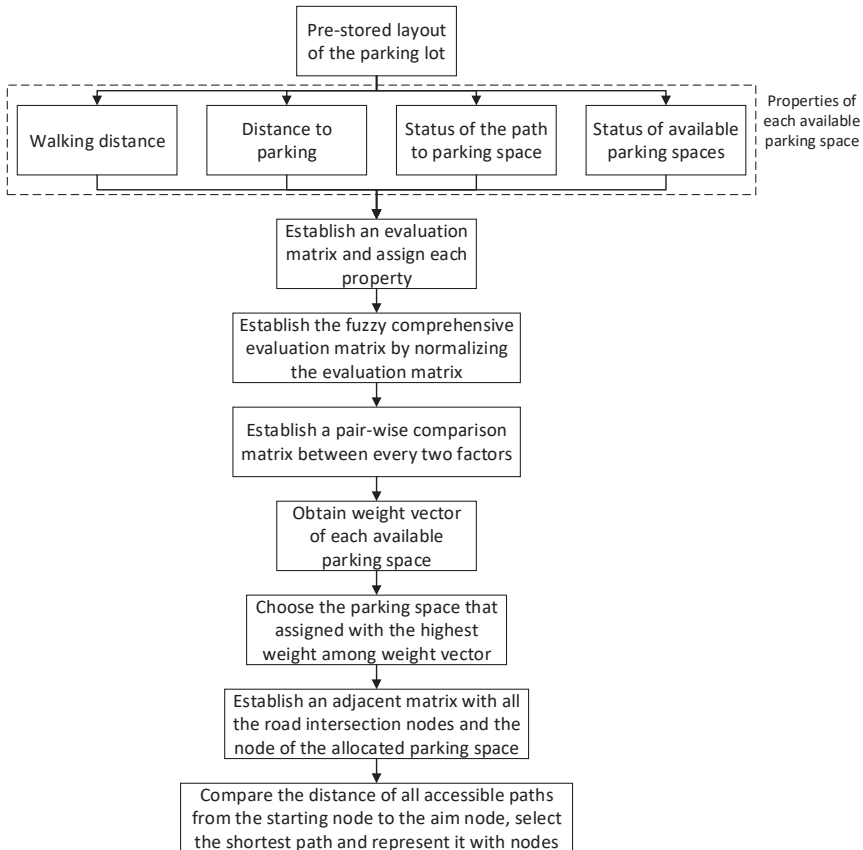 Pre-stored layout
of the parking lot
Properties of
each available
parking space
Walking distance
Distance to
parking
Status of the path
to parking space
Status of available
parking spaces
Establish an evaluation
matrix and assign each
property
Establish the fuzzy comprehensive
evaluation matrix by normalizing
the evaluation matrix
Establish a pair-wise comparison
matrix between every two factors
Obtain weight vector
of each available
parking space
Choose the parking space that
assigned with the highest
weight among weight vector
Establish an adjacent matrix with all
the road intersection nodes and the
node of the allocated parking space
Compare the distance of all accessible paths
from the starting node to the aim node, select
the shortest path and represent it with nodes